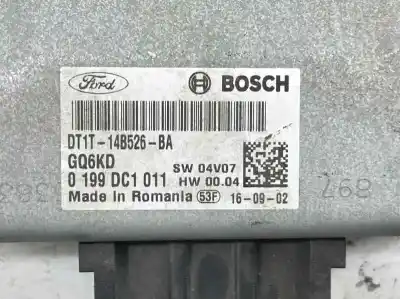 Ford
BOSCH
DT1T-14B526-BA
GQ6KD
SW 04V07
0 199 DC1 011
HW 00.04
Made in Romania 53F
16-09-02